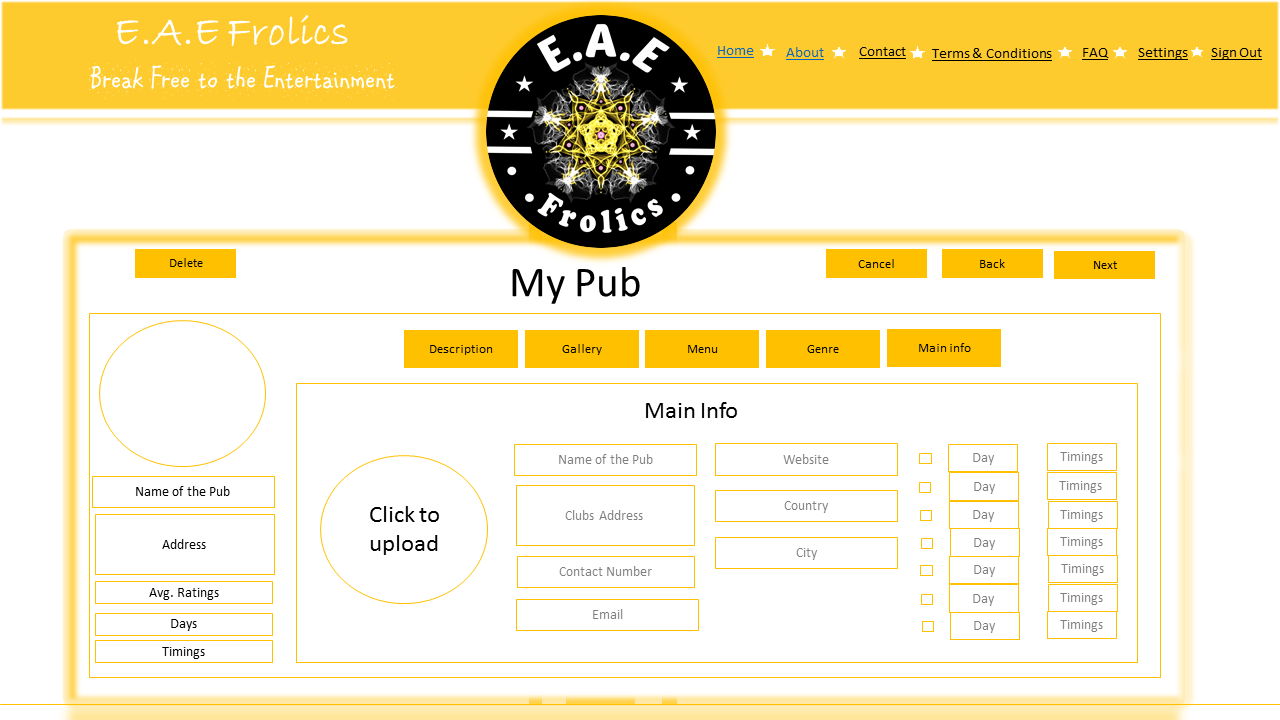 E.A.E Frolics
Break Free to the Entertainment
E.A.E
Frolics
Home
About
Contact
Terms & Conditions
FAQ
Settings
Sign Out
Delete
My Pub
Cancel
Back
Next
Description
Gallery
Menu
Genre
Main info
Name of the Pub
Address
Avg. Ratings
Days
Timings
Main Info
Click to
upload
Name of the Pub
Clubs Address
Contact Number
Email
Website
Country
City
Day
Timings
Day
Timings
Day
Timings
Day
Timings
Day
Timings
Day
Timings
Day
Timings